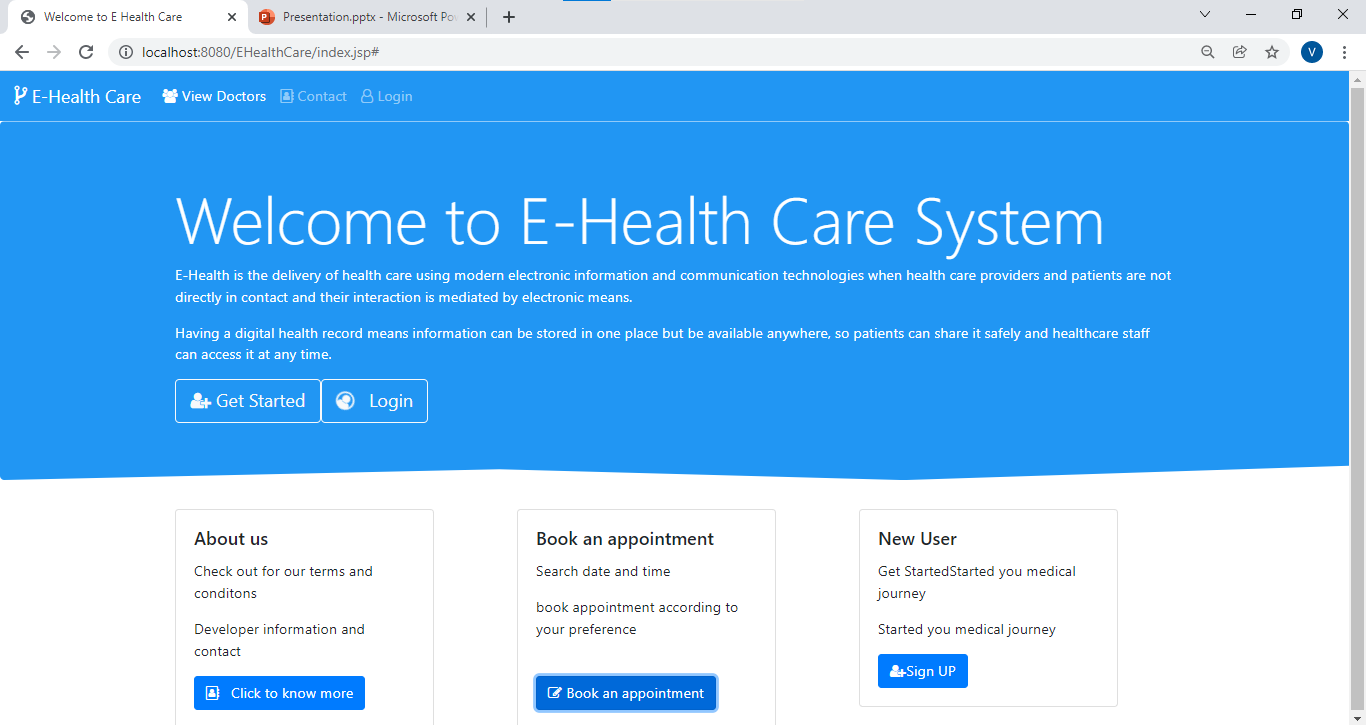 Welcome to E Health Care
Presentation.pptx - Microsoft Po
localhost:8080/EHealthCare/index.jsp#
V
E-Health Care View Doctors Contact Login
Welcome to E-Health Care System
E-Health is the delivery of health care using modern electronic information and communication technologies when health care providers and patients are not
directly in contact and their interaction is mediated by electronic means.
Having a digital health record means information can be stored in one place but be available anywhere, so patients can share it safely and healthcare staff
can access it at any time.
Get Started Login
About us
Check out for our terms and
conditons
Developer information and
contact
Click to know more
Book an appointment
Search date and time
book appointment according to
your preference
Book an appointment
New User
Get StartedStarted you medical
journey
Started you medical journey
Sign UP